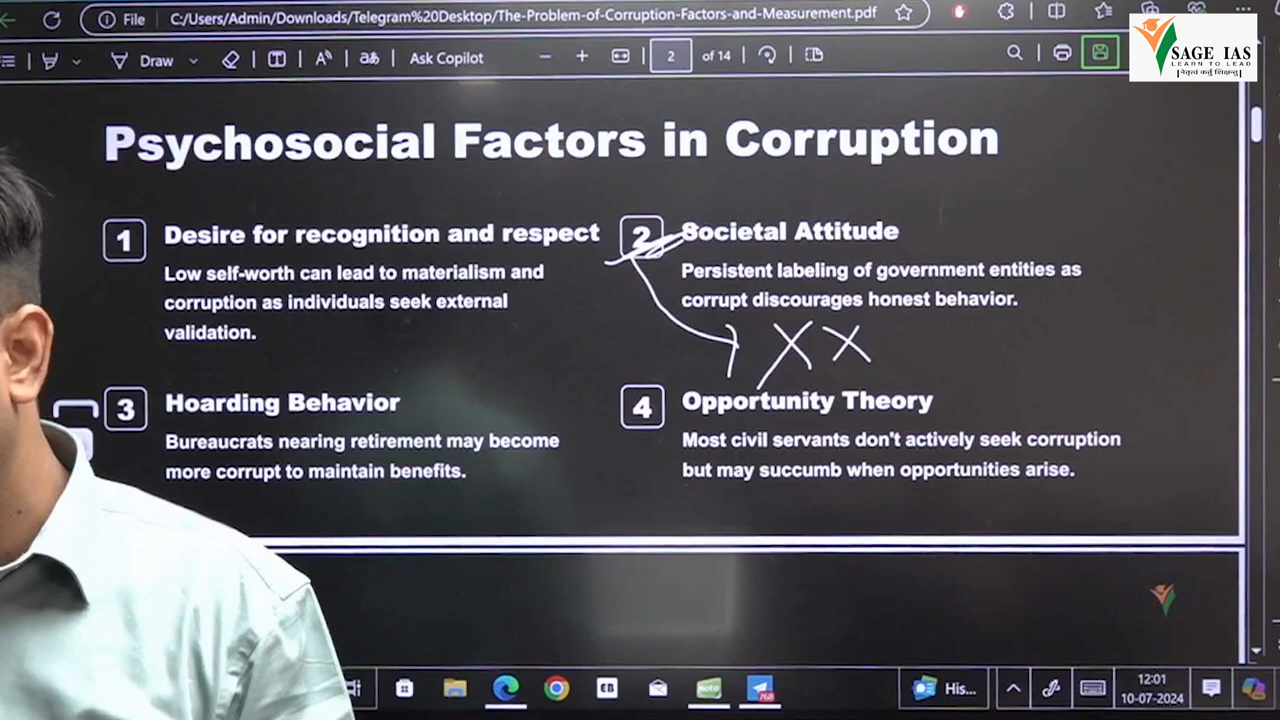 File
C:/Users/Admin/Downloads/Telegram%20Desktop/The-Problem-of-Corruption-Factors-and-Measurement.pdf
Draw
Ask Copilot
2 of 14
SAGE IAS
LEARN TO LEAD
Psychosocial Factors in Corruption
1 Desire for recognition and respect
Low self-worth can lead to materialism and
corruption as individuals seek external
validation.
2 Societal Attitude
Persistent labeling of government entities as
corrupt discourages honest behavior.
XX
3 Hoarding Behavior
Bureaucrats nearing retirement may become
more corrupt to maintain benefits.
4 Opportunity Theory
Most civil servants don't actively seek corruption
but may succumb when opportunities arise.
His...
12:01
10-07-2024